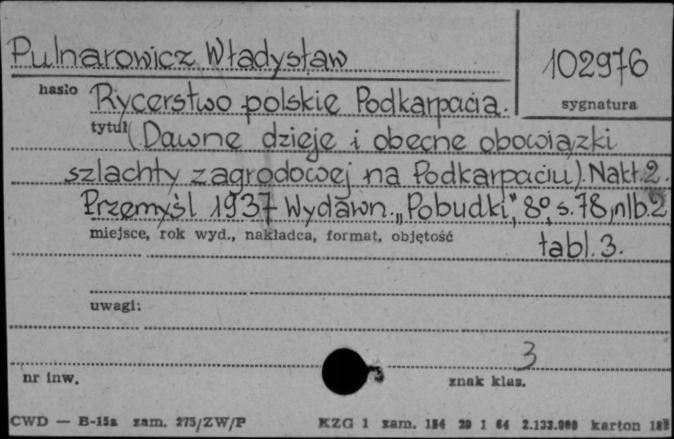 Pulnarowicz Władysław
102976
hasło
Rycerstwo polskie Podkarpacia.
sygnatura
tytuł (Dawne dzieje i obecne obowiązki
szlachty zagrodowej na Podkarpaciu). Nakł. 2.
Przemyśl 1937 Wydawn. „Pobudki”, 8°, s. 78, nlb. 2
miejsce, rok wyd., nakładca, format, objętość
tabl. 3.
uwagi:
3
nr inw.
znak klas.
CWD — B-15a zam. 275/ZW/P KZG 1 zam. 184 20 1 64 2.133.000 karton